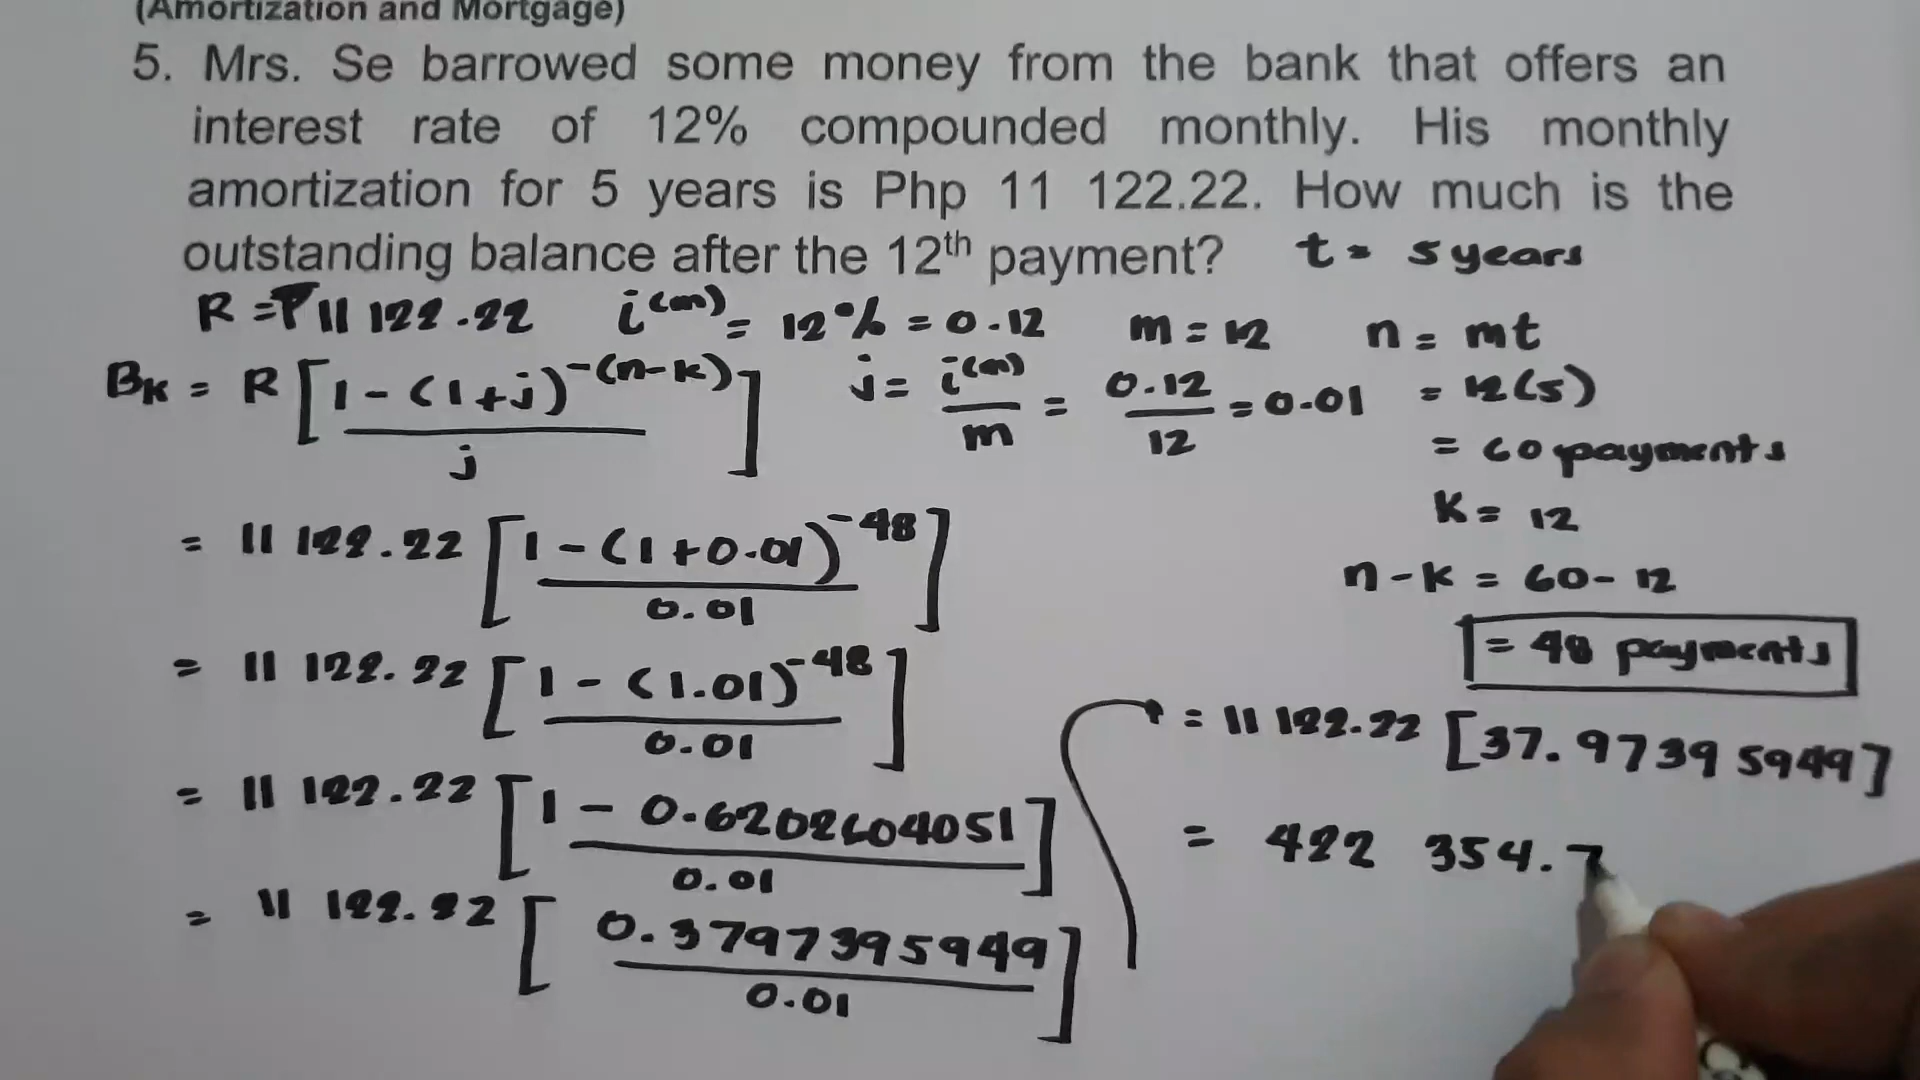 (Amortization and Mortgage)
5. Mrs. Se barrowed some money from the bank that offers an
interest rate of 12% compounded monthly. His monthly
amortization for 5 years is Php 11 122.22. How much is the
outstanding balance after the 12th payment? t = 5 years
R = ₱11 122.22 i^(m) = 12% = 0.12 m = 12 n = mt
B_K = R [1 - (1+j)^-(n-k) / j] j = i^(m)/m = 0.12/12 = 0.01 = 12(5)
= 60 payments
K = 12
= 11 122.22 [1 - (1+0.01)^-48 / 0.01]
n - k = 60 - 12
= 48 payments
= 11 122.22 [1 - (1.01)^-48 / 0.01]
= 11 122.22 [1 - 0.6202604051 / 0.01]
= 11 122.22 [0.3797395949 / 0.01]
= 11 122.22 [37.97395949]
= 422 354.7